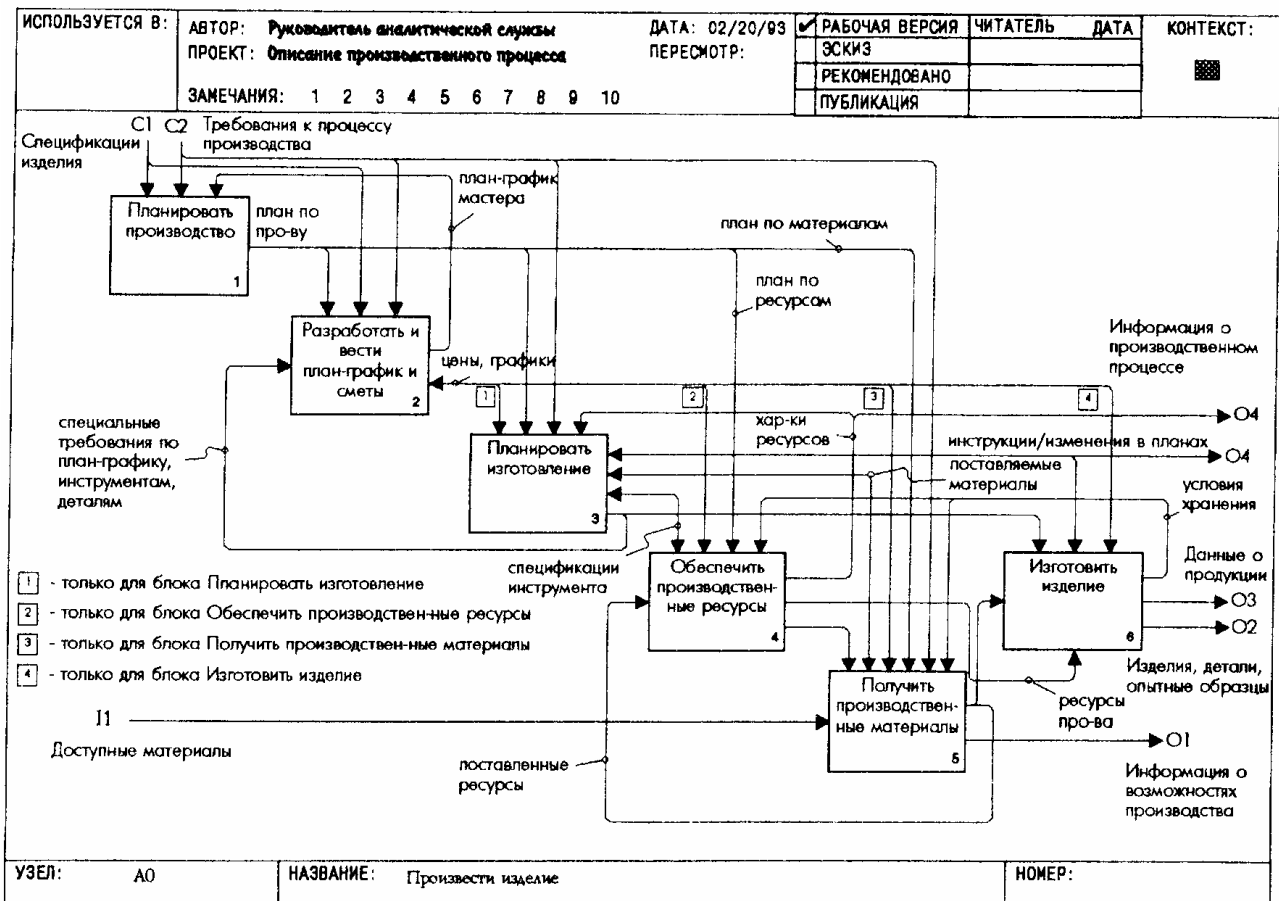 ИСПОЛЬЗУЕТСЯ В:
АВТОР: Руководитель аналитической службы
ДАТА: 02/20/93
ПРОЕКТ: Описание производственного процесса
ПЕРЕСМОТР:
ЗАМЕЧАНИЯ: 1 2 3 4 5 6 7 8 9 10
✓ РАБОЧАЯ ВЕРСИЯ
ЭСКИЗ
РЕКОМЕНДОВАНО
ПУБЛИКАЦИЯ
ЧИТАТЕЛЬ ДАТА
КОНТЕКСТ:
C1 C2
Спецификации
изделия
Требования к процессу
производства
план-график
мастера
Планировать
производство
1
план по
про-ву
план по материалам
план по
ресурсам
Разработать и
вести
план-график и
сметы
2
цены, графики
1
2
3
4
Информация о
производственном
процессе
O4
специальные
требования по
план-графику,
инструментам,
деталям
хар-ки
ресурсов
Планировать
изготовление
3
инструкции/изменения в планах
O4
поставляемые
материалы
условия
хранения
спецификации
инструмента
Обеспечить
производствен-
ные ресурсы
4
Изготовить
изделие
6
Данные о
продукции
O3
O2
1 - только для блока Планировать изготовление
2 - только для блока Обеспечить производствен-ные ресурсы
3 - только для блока Получить производствен-ные материалы
4 - только для блока Изготовить изделие
Изделия, детали,
опытные образцы
Получить
производствен-
ные материалы
5
ресурсы
про-ва
I1
Доступные материалы
O1
поставленные
ресурсы
Информация о
возможностях
производства
УЗЕЛ: A0
НАЗВАНИЕ: Произвести изделие
НОМЕР: